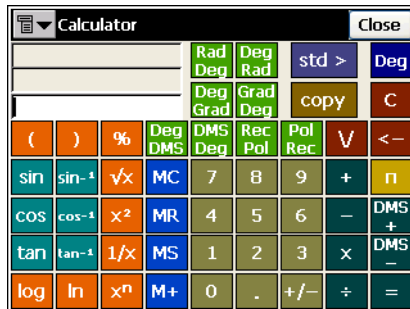 Calculator Close
Rad Deg
Deg Rad std > Deg
Deg Grad
Grad Deg copy C
( ) % Deg DMS DMS Rec Pol V <-
DMS Deg Pol Rec
sin sin-¹ √x MC 7 8 9 + π
cos cos-¹ x² MR 4 5 6 − DMS
+
tan tan-¹ 1/x MS 1 2 3 x DMS
−
log ln xⁿ M+ 0 . +/− ÷ =